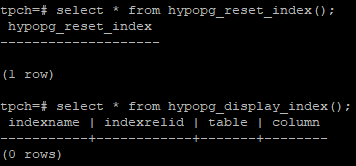 tpch=# select * from hypopg_reset_index();
 hypopg_reset_index
--------------------

(1 row)

tpch=# select * from hypopg_display_index();
 indexname | indexrelid | table | column
-----------+------------+-------+--------
(0 rows)